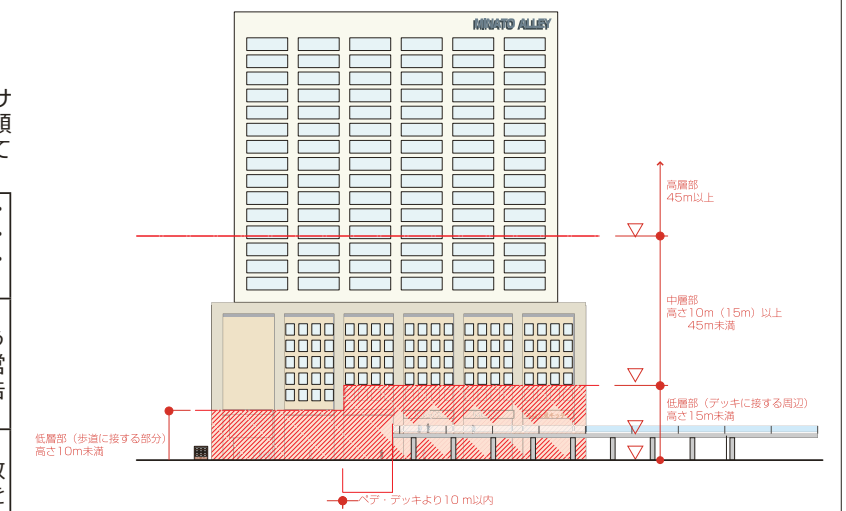 MINATO ALLEY
け
頂
て
高層部
45m以上
中層部
高さ10m（15m）以上
45m未満
低層部（デッキに接する周辺）
高さ15m未満
低層部（歩道に接する部分）
高さ10m未満
ペデ・デッキより10 m以内